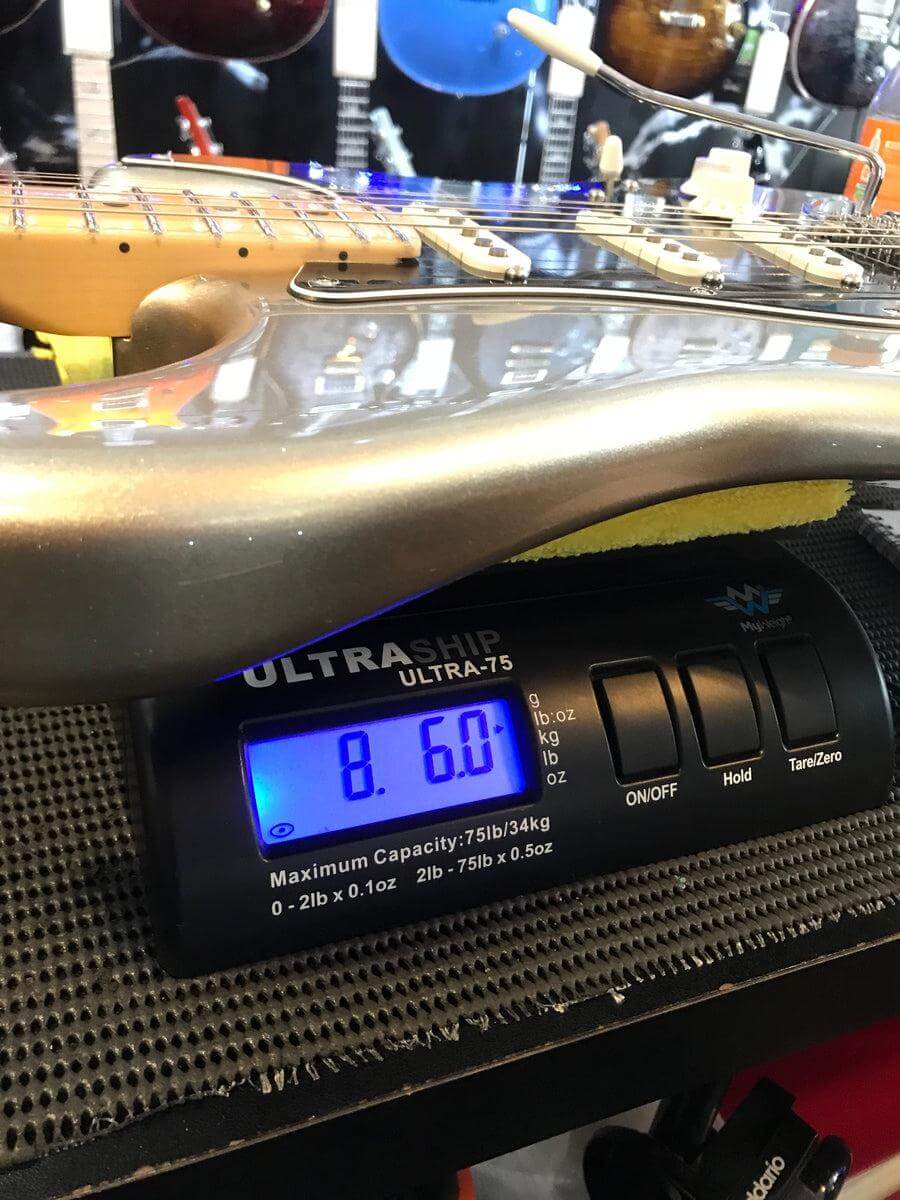 ULTRASHIP
MyWeigh
ULTRA-75
8. 6.0
g
lb:oz
kg
lb
oz
ON/OFF
Hold
Tare/Zero
Maximum Capacity:75lb/34kg
0 - 2lb x 0.1oz 2lb - 75lb x 0.5oz